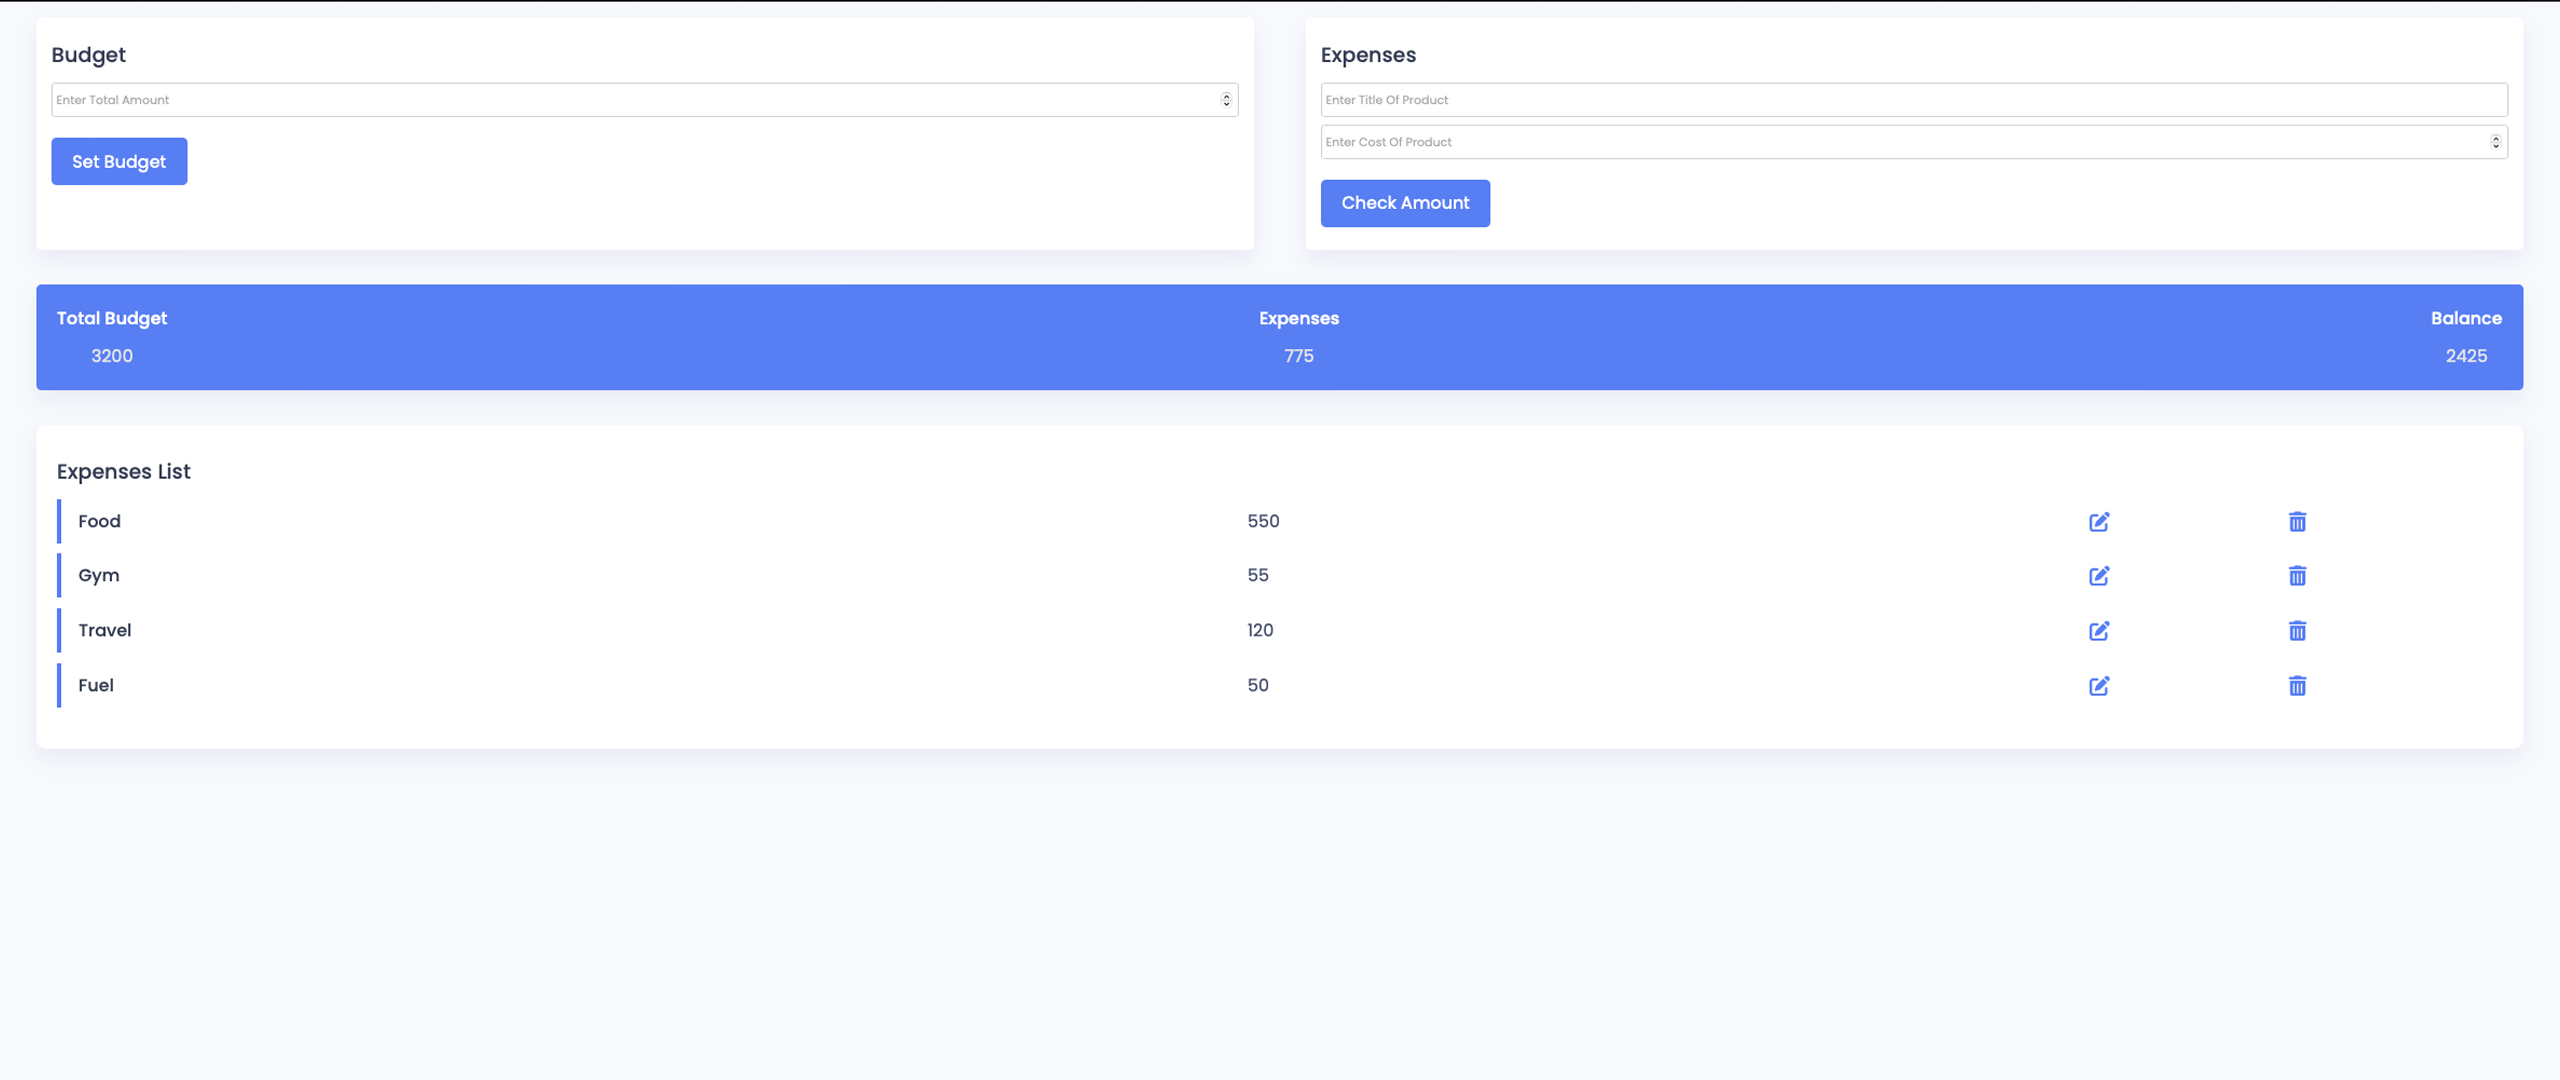 Budget
Enter Total Amount
Set Budget
Expenses
Enter Title Of Product
Enter Cost Of Product
Check Amount
Total Budget Expenses Balance
3200 775 2425
Expenses List
Food 550
Gym 55
Travel 120
Fuel 50